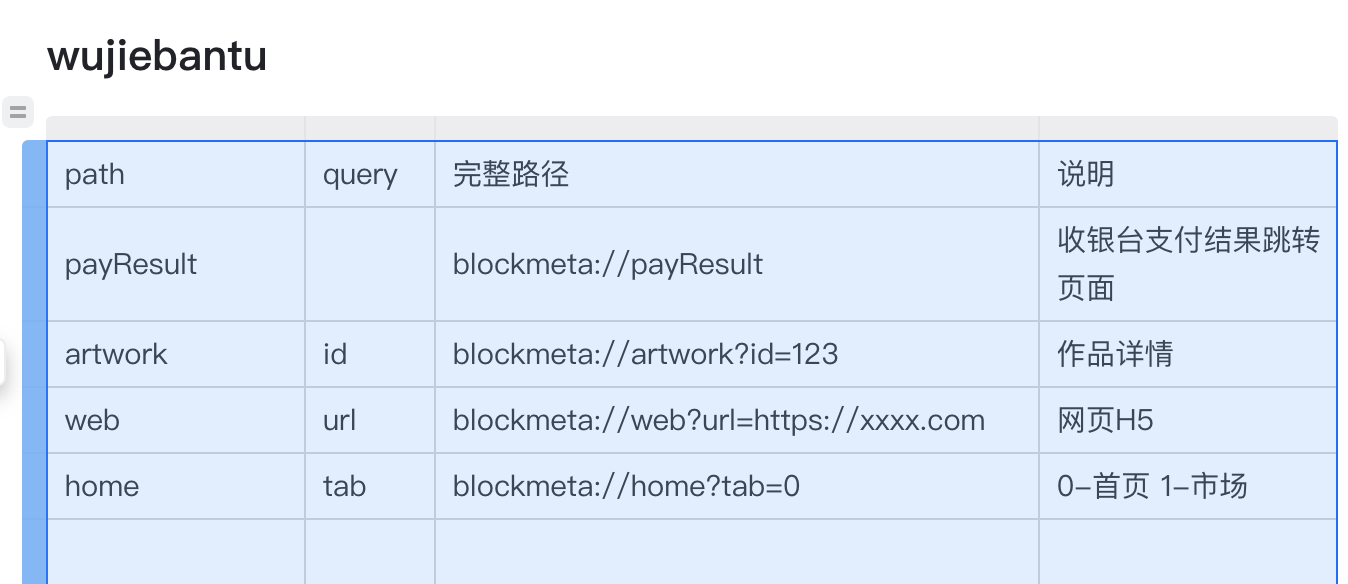 wujiebantu
path query 完整路径 说明
payResult blockmeta://payResult 收银台支付结果跳转
页面
artwork id blockmeta://artwork?id=123 作品详情
web url blockmeta://web?url=https://xxxx.com 网页H5
home tab blockmeta://home?tab=0 0–首页 1–市场